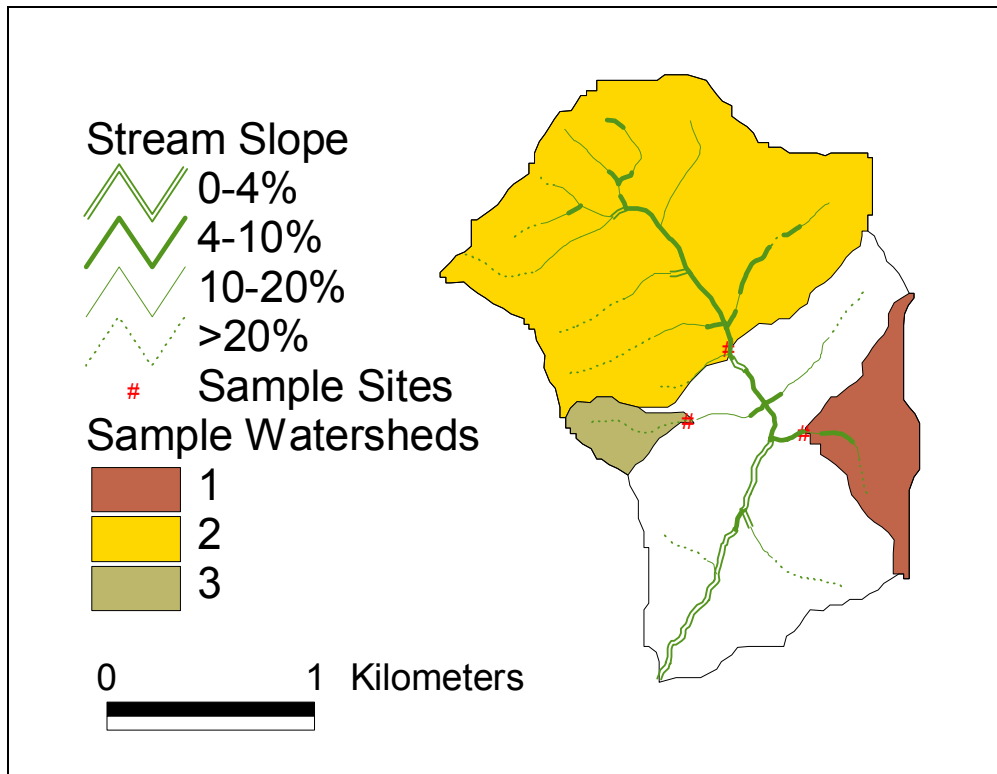 Stream Slope
0-4%
4-10%
10-20%
>20%
# Sample Sites
Sample Watersheds
1
2
3
0 1 Kilometers
#
#
#